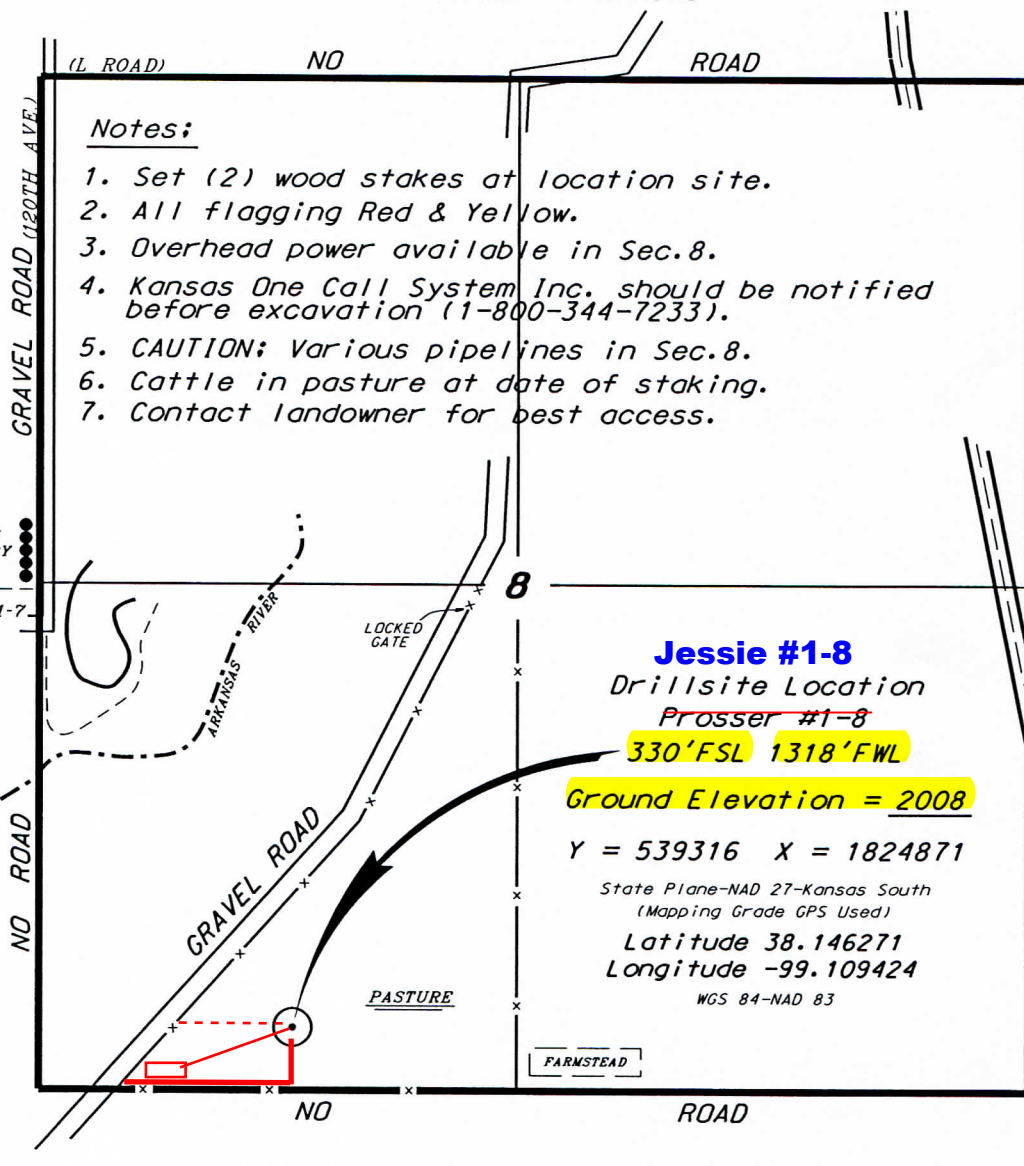 (L ROAD) NO ROAD
GRAVEL ROAD (120TH AVE.)
Notes:
1. Set (2) wood stakes at location site.
2. All flagging Red & Yellow.
3. Overhead power available in Sec.8.
4. Kansas One Call System Inc. should be notified
before excavation (1-800-344-7233).
5. CAUTION: Various pipelines in Sec.8.
6. Cattle in pasture at date of staking.
7. Contact landowner for best access.
8
LOCKED
GATE
ARKANSAS RIVER
Jessie #1-8
Drillsite Location
Prosser #1-8
330'FSL 1318'FWL
Ground Elevation = 2008
Y = 539316 X = 1824871
State Plane-NAD 27-Kansas South
(Mapping Grade GPS Used)
Latitude 38.146271
Longitude -99.109424
WGS 84-NAD 83
NO ROAD
GRAVEL ROAD
PASTURE
FARMSTEAD
NO ROAD